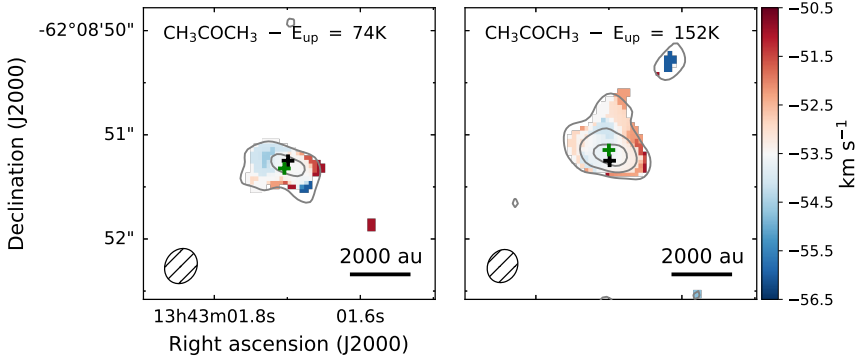 CH₃COCH₃ − Eᵤₚ = 74K
CH₃COCH₃ − Eᵤₚ = 152K
-62°08'50"
51"
52"
Declination (J2000)
2000 au
2000 au
13h43m01.8s
01.6s
Right ascension (J2000)
−50.5
−51.5
−52.5
−53.5
−54.5
−55.5
−56.5
km s⁻¹